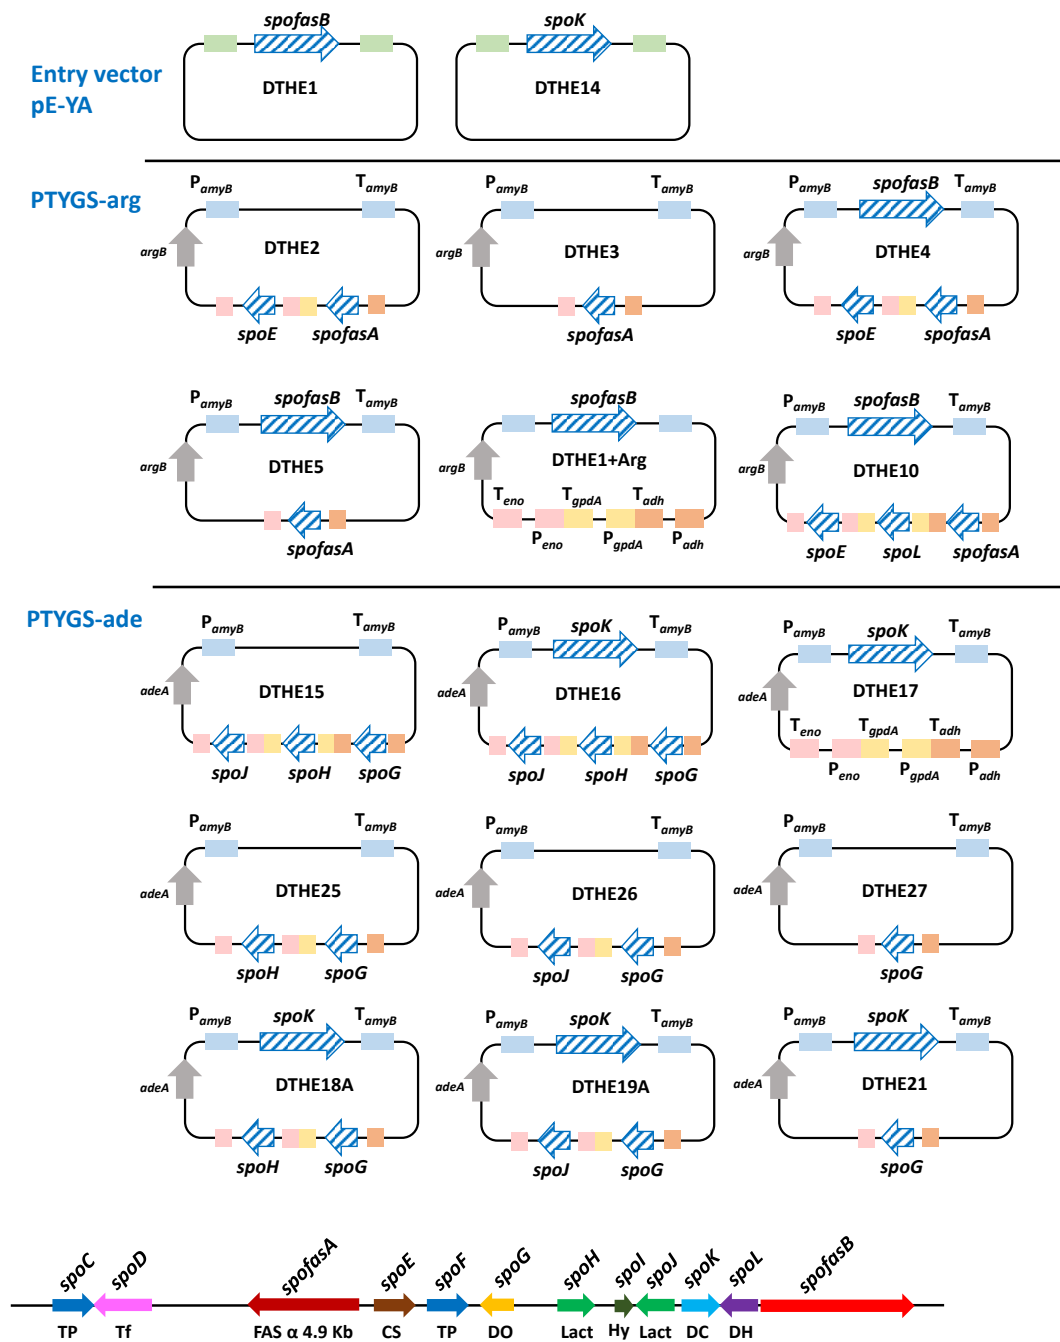 spofasB spoK
Entry vector
pE-YA
DTHE1 DTHE14
PTYGS-arg
PamyB TamyB PamyB TamyB PamyB spofasB TamyB
argB DTHE2 argB DTHE3 argB DTHE4
spoE spofasA spofasA spoE spofasA
PamyB spofasB TamyB spofasB PamyB spofasB TamyB
argB DTHE5 argB DTHE1+Arg argB DTHE10
Teno TgpdA Tadh
Peno PgpdA Padh
spofasA spoE spoL spofasA
PTYGS-ade
PamyB TamyB PamyB spoK TamyB PamyB spoK TamyB
adeA DTHE15 adeA DTHE16 adeA DTHE17
Teno TgpdA Tadh
spoJ spoH spoG spoJ spoH spoG Peno PgpdA Padh
PamyB TamyB PamyB TamyB PamyB TamyB
adeA DTHE25 adeA DTHE26 adeA DTHE27
spoH spoG spoJ spoG spoG
PamyB spoK TamyB PamyB spoK TamyB PamyB spoK TamyB
adeA DTHE18A adeA DTHE19A adeA DTHE21
spoH spoG spoJ spoG spoG
spoC spoD spofasA spoE spoF spoG spoH spoI spoJ spoK spoL spofasB
TP Tf FAS α 4.9 Kb CS TP DO Lact Hy Lact DC DH